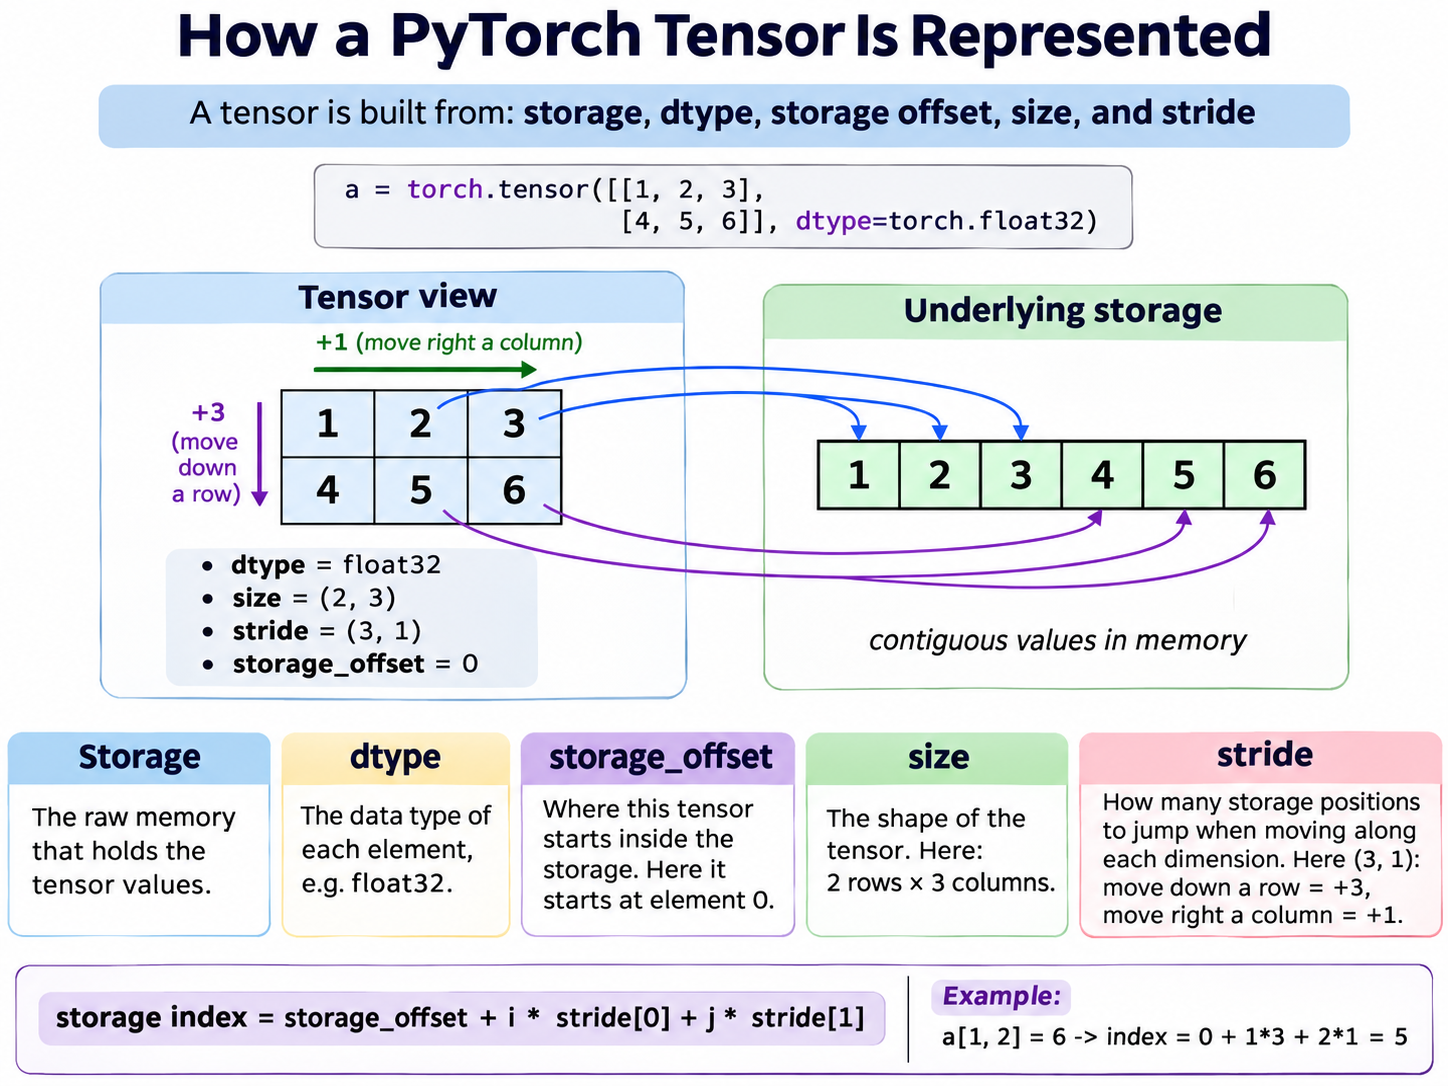 How a PyTorch Tensor Is Represented
A tensor is built from: storage, dtype, storage offset, size, and stride
a = torch.tensor([[1, 2, 3],
[4, 5, 6]], dtype=torch.float32)
Tensor view
+1 (move right a column)
+3
(move
down
a row)
1 2 3
4 5 6
• dtype = float32
• size = (2, 3)
• stride = (3, 1)
• storage_offset = 0
Underlying storage
1 2 3 4 5 6
contiguous values in memory
Storage
The raw memory
that holds the
tensor values.
dtype
The data type of
each element,
e.g. float32.
storage_offset
Where this tensor
starts inside the
storage. Here it
starts at element 0.
size
The shape of the
tensor. Here:
2 rows × 3 columns.
stride
How many storage positions
to jump when moving along
each dimension. Here (3, 1):
move down a row = +3,
move right a column = +1.
storage index = storage_offset + i * stride[0] + j * stride[1]
Example:
a[1, 2] = 6 -> index = 0 + 1*3 + 2*1 = 5